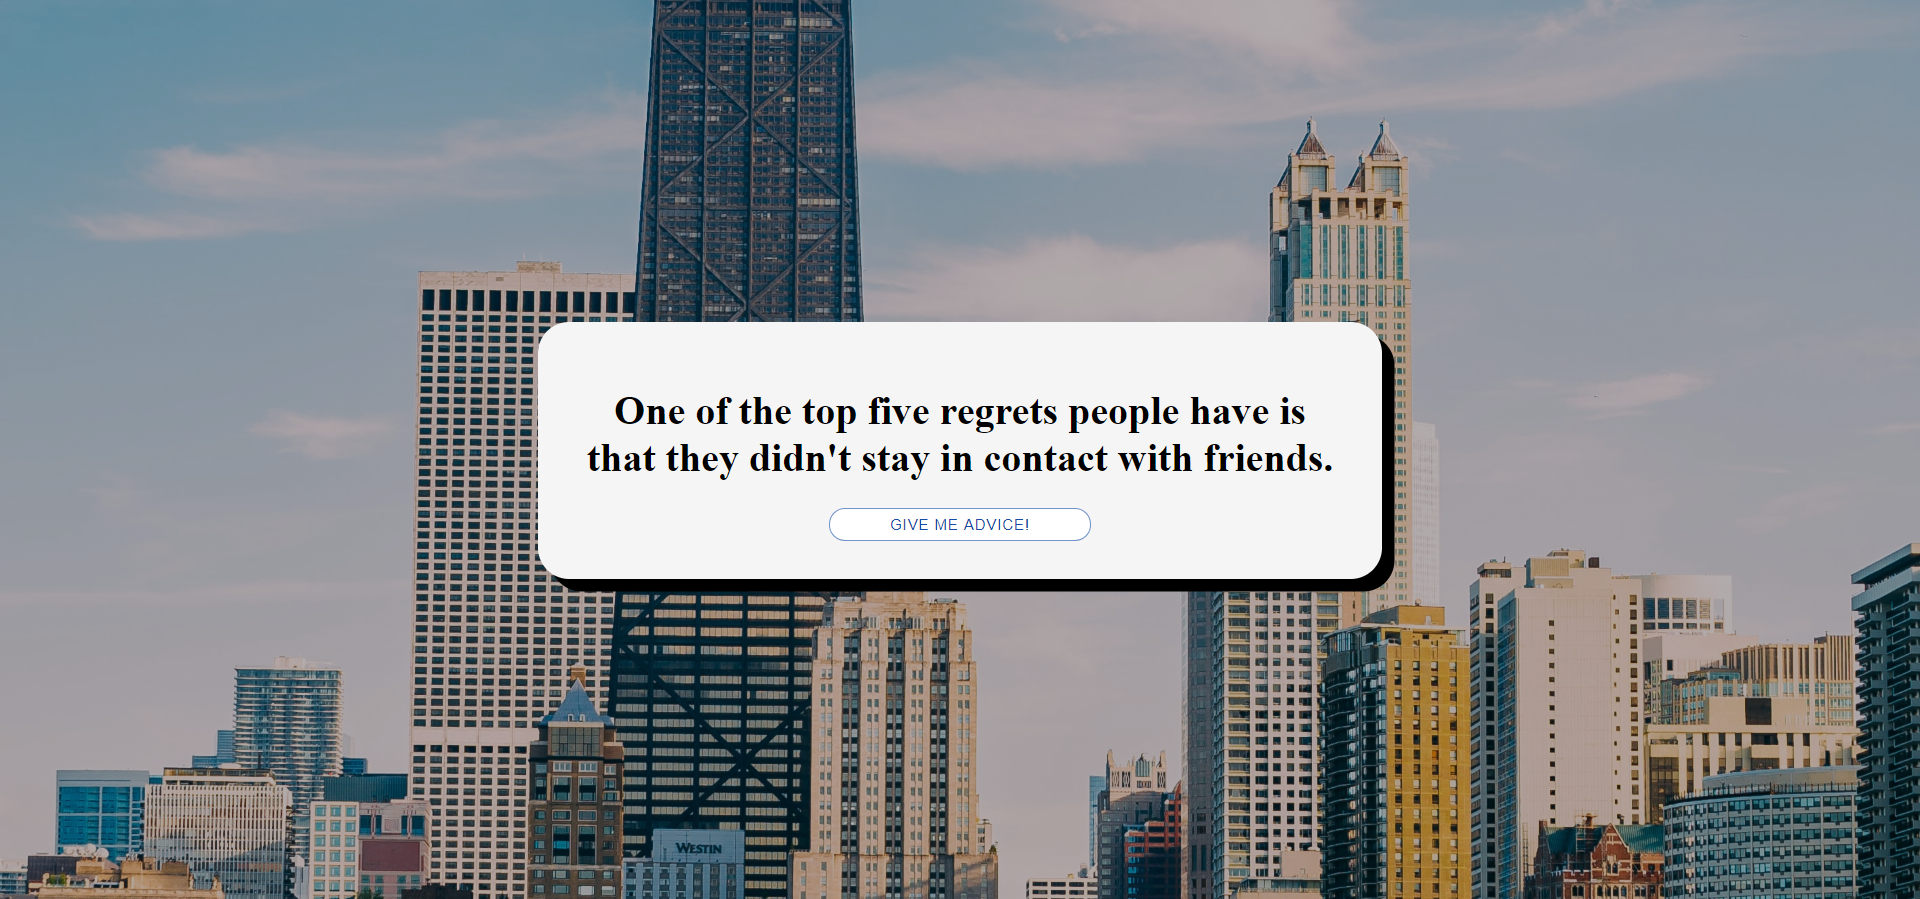 One of the top five regrets people have is
that they didn't stay in contact with friends.
GIVE ME ADVICE!
WESTIN